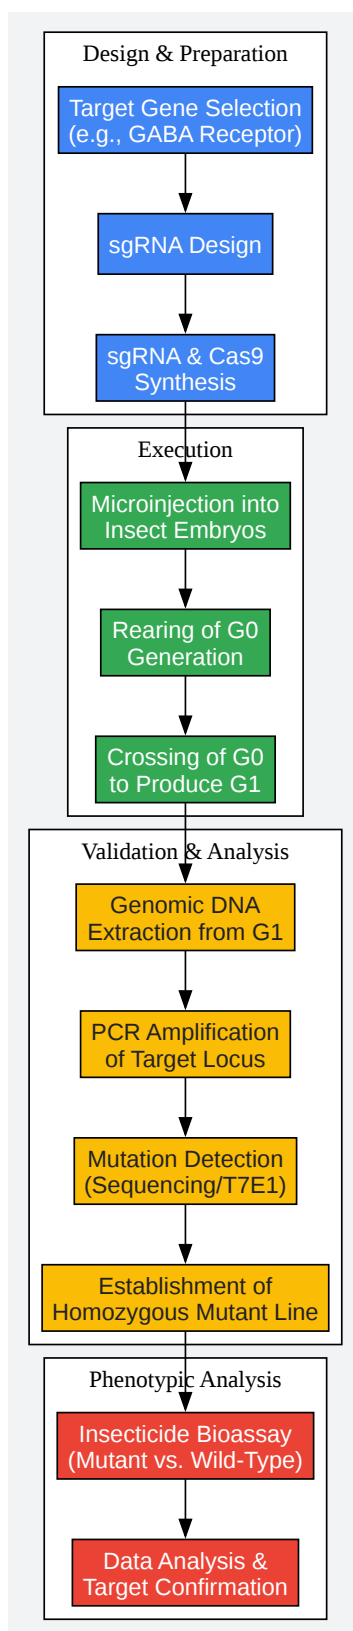 Design & Preparation
Target Gene Selection
(e.g., GABA Receptor)
sgRNA Design
sgRNA & Cas9
Synthesis
Execution
Microinjection into
Insect Embryos
Rearing of G0
Generation
Crossing of G0
to Produce G1
Validation & Analysis
Genomic DNA
Extraction from G1
PCR Amplification
of Target Locus
Mutation Detection
(Sequencing/T7E1)
Establishment of
Homozygous Mutant Line
Phenotypic Analysis
Insecticide Bioassay
(Mutant vs. Wild-Type)
Data Analysis &
Target Confirmation